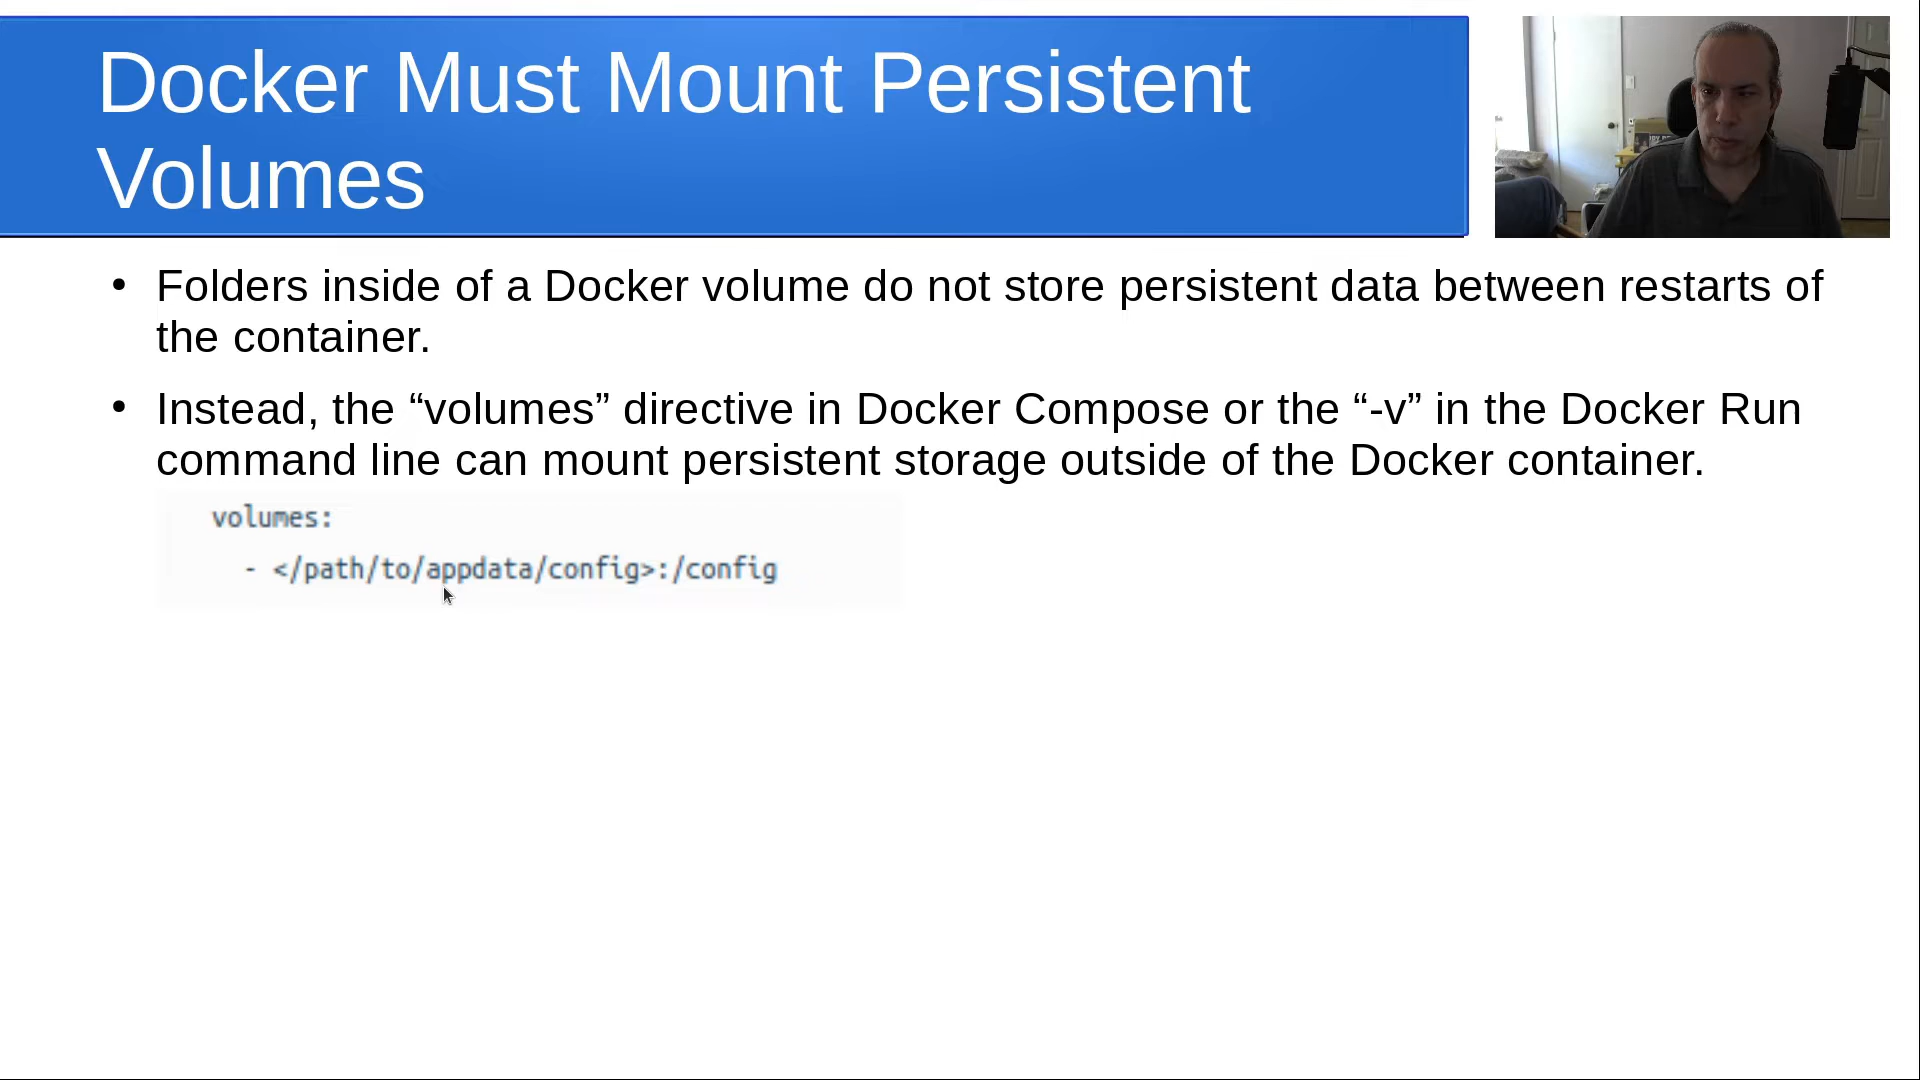 Docker Must Mount Persistent
Volumes
• Folders inside of a Docker volume do not store persistent data between restarts of
the container.
• Instead, the “volumes” directive in Docker Compose or the “-v” in the Docker Run
command line can mount persistent storage outside of the Docker container.
volumes:
- </path/to/appdata/config>:/config